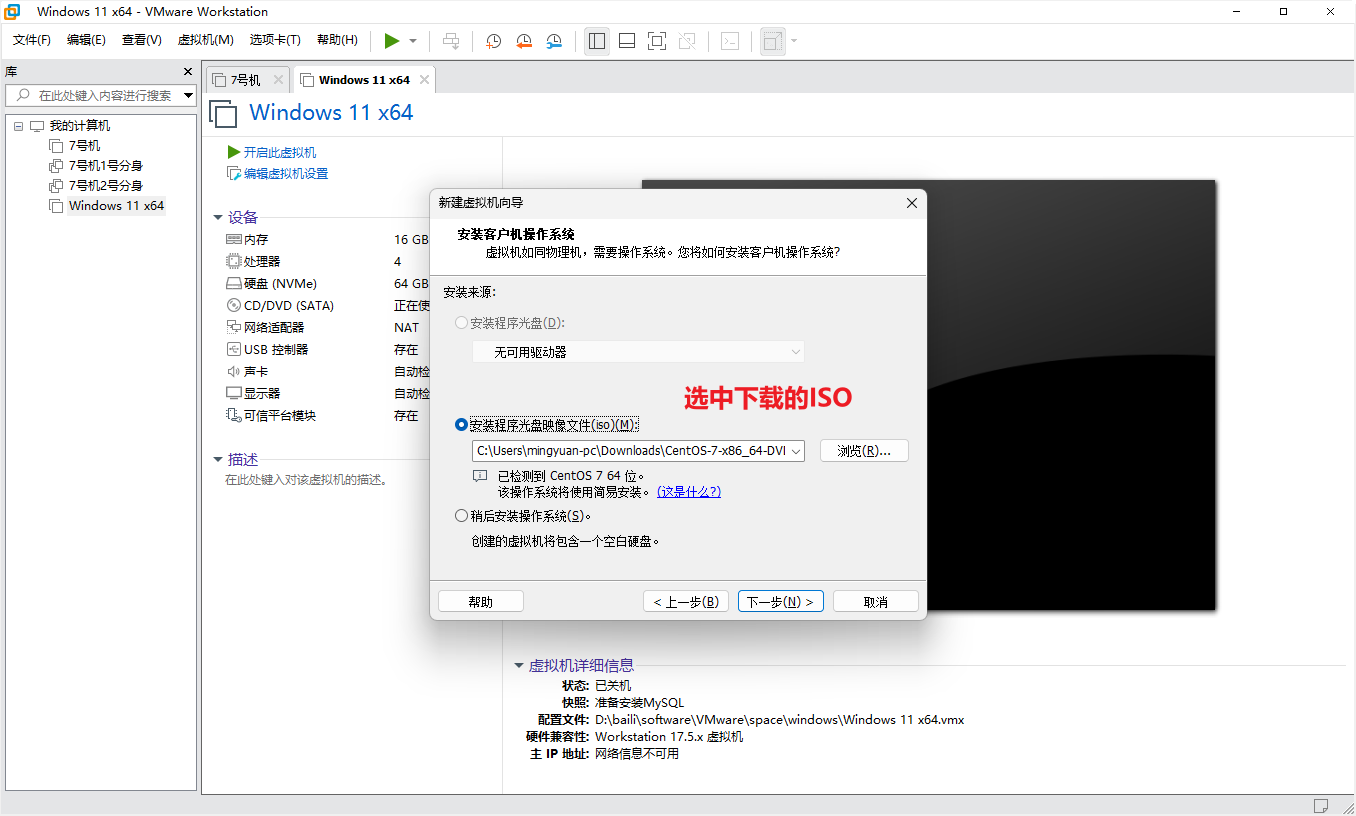 Windows 11 x64 - VMware Workstation
文件(F) 编辑(E) 查看(V) 虚拟机(M) 选项卡(T) 帮助(H)
库
在此处键入内容进行搜索
我的计算机
7号机
7号机1号分身
7号机2号分身
Windows 11 x64
7号机
Windows 11 x64
Windows 11 x64
开启此虚拟机
编辑虚拟机设置
设备
内存 16 GB
处理器 4
硬盘 (NVMe) 64 GB
CD/DVD (SATA) 正在使
网络适配器 NAT
USB 控制器 存在
声卡 自动检
显示器 自动检
可信平台模块 存在
描述
在此处键入对该虚拟机的描述。
新建虚拟机向导
安装客户机操作系统
虚拟机如同物理机，需要操作系统。您将如何安装客户机操作系统?
安装来源:
安装程序光盘(D):
无可用驱动器
选中下载的ISO
安装程序光盘映像文件(iso)(M):
C:\Users\mingyuan-pc\Downloads\CentOS-7-x86_64-DVI
浏览(R)...
已检测到 CentOS 7 64 位。
该操作系统将使用简易安装。 (这是什么?)
稍后安装操作系统(S)。
创建的虚拟机将包含一个空白硬盘。
帮助 < 上一步(B) 下一步(N) > 取消
虚拟机详细信息
状态: 已关机
快照: 准备安装MySQL
配置文件: D:\baili\software\VMware\space\windows\Windows 11 x64.vmx
硬件兼容性: Workstation 17.5.x 虚拟机
主 IP 地址: 网络信息不可用